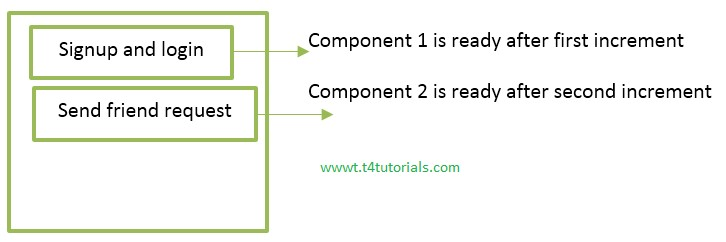 Signup and login
Component 1 is ready after first increment
Send friend request
Component 2 is ready after second increment
wwwt.t4tutorials.com